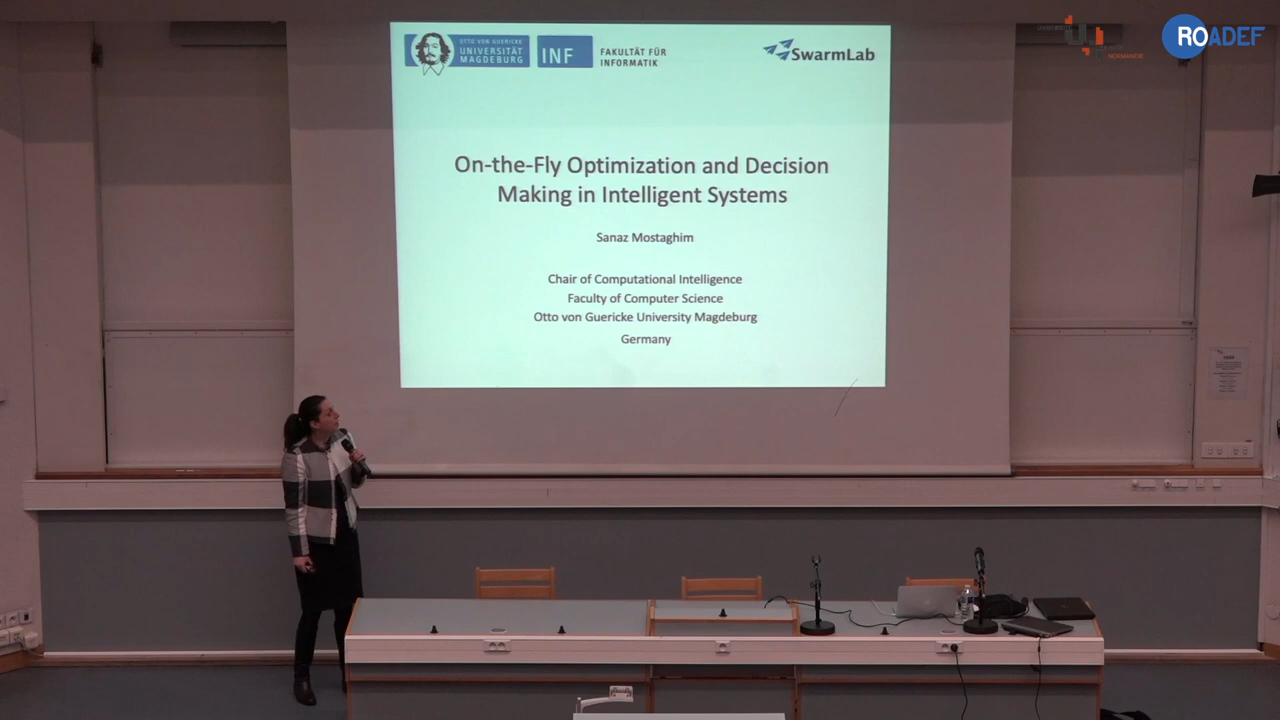 OTTO VON GUERICKE
UNIVERSITÄT
MAGDEBURG
INF
FAKULTÄT FÜR
INFORMATIK
SwarmLab
NORMANDIE
ROADEF
On-the-Fly Optimization and Decision
Making in Intelligent Systems
Sanaz Mostaghim
Chair of Computational Intelligence
Faculty of Computer Science
Otto von Guericke University Magdeburg
Germany